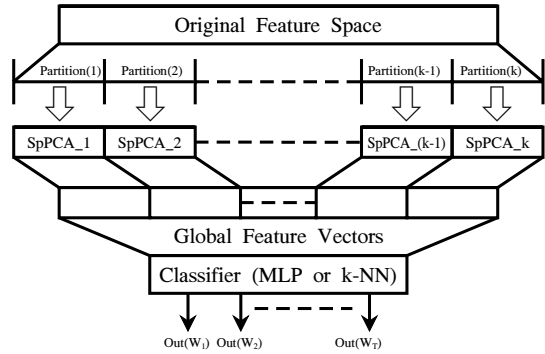 Original Feature Space
Partition(1) Partition(2) Partition(k-1) Partition(k)
SpPCA_1 SpPCA_2 SpPCA_(k-1) SpPCA_k
Global Feature Vectors
Classifier (MLP or k-NN)
Out(W₁) Out(W₂) Out(W_T)